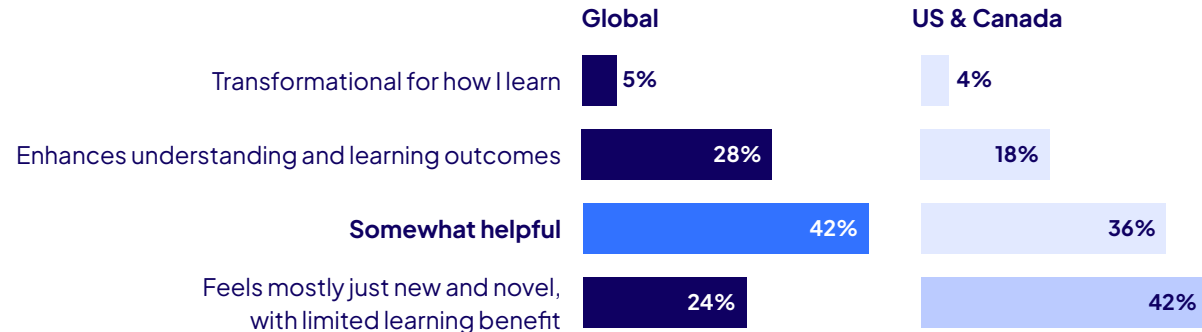 Global US & Canada
Transformational for how I learn 5% 4%
Enhances understanding and learning outcomes 28% 18%
Somewhat helpful 42% 36%
Feels mostly just new and novel,
with limited learning benefit 24% 42%